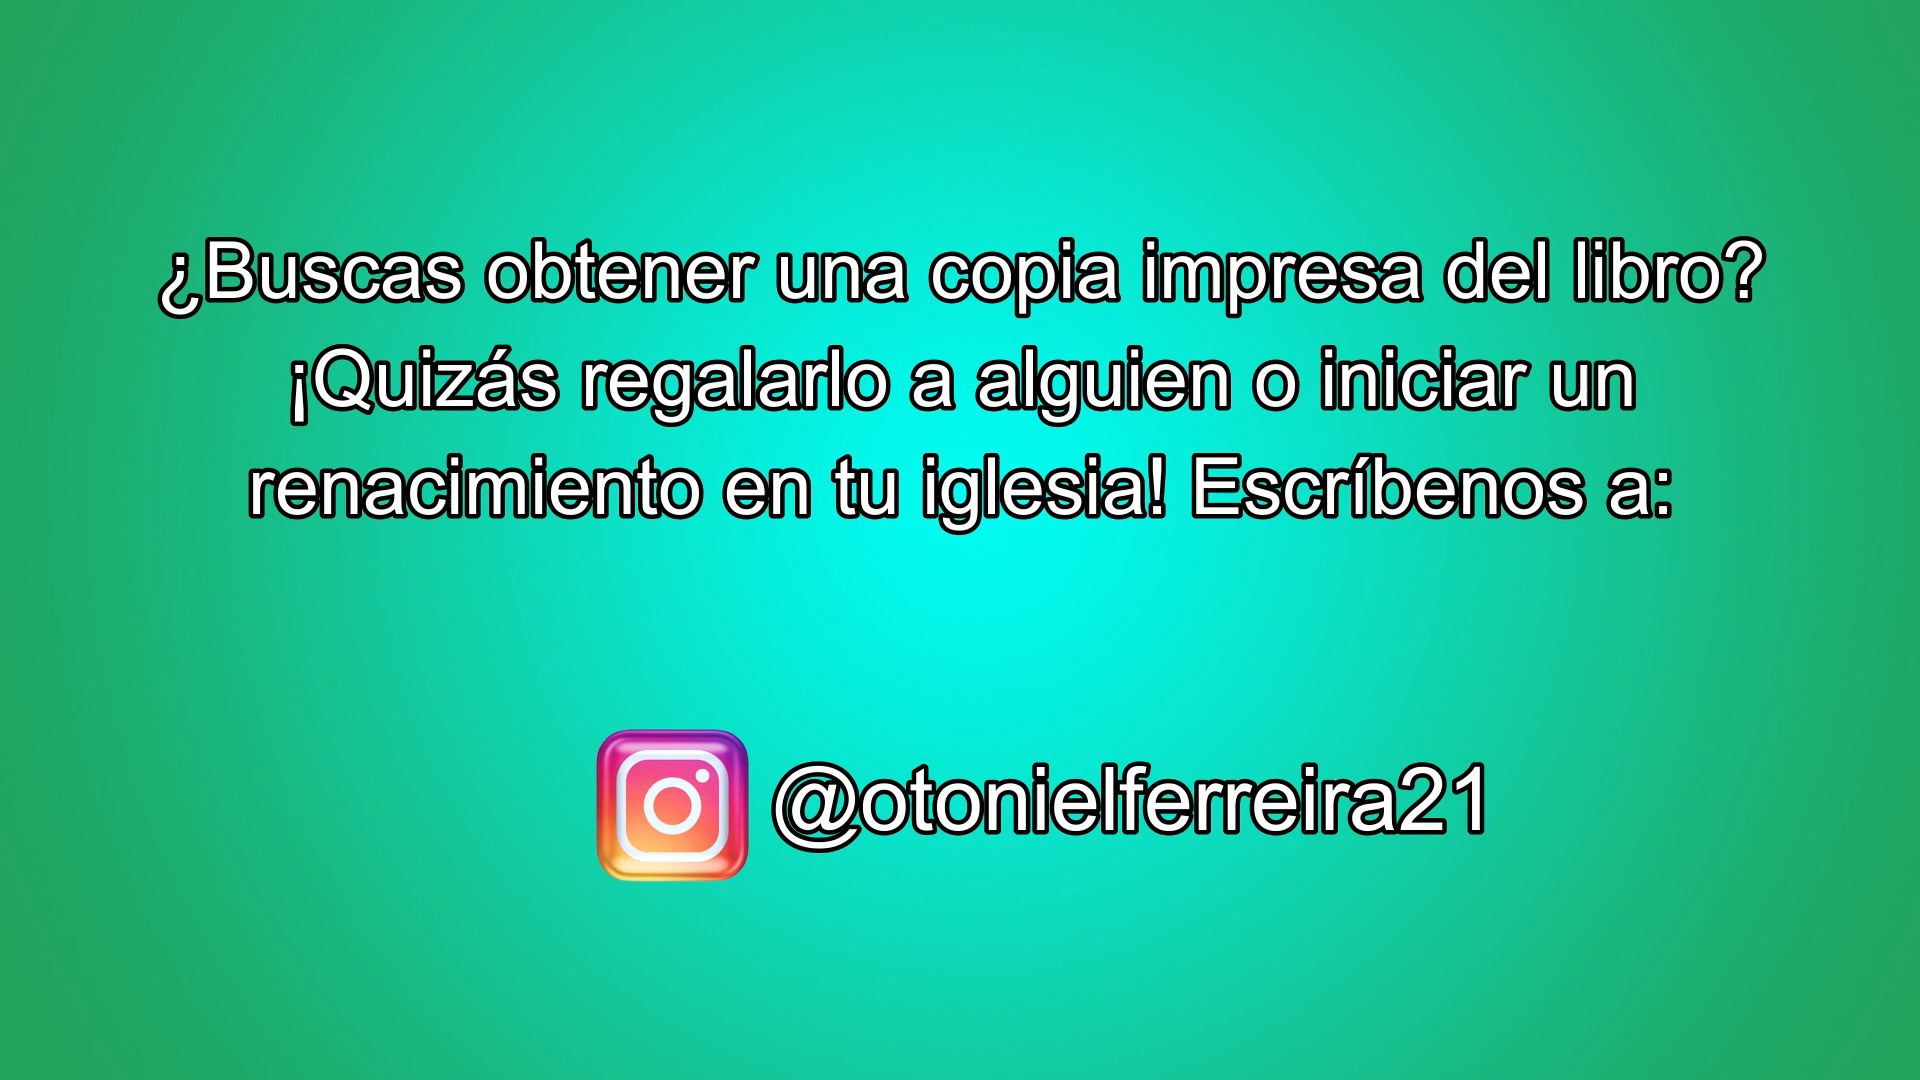 ¿Buscas obtener una copia impresa del libro?
¡Quizás regalarlo a alguien o iniciar un
renacimiento en tu iglesia! Escríbenos a:
@otonielferreira21